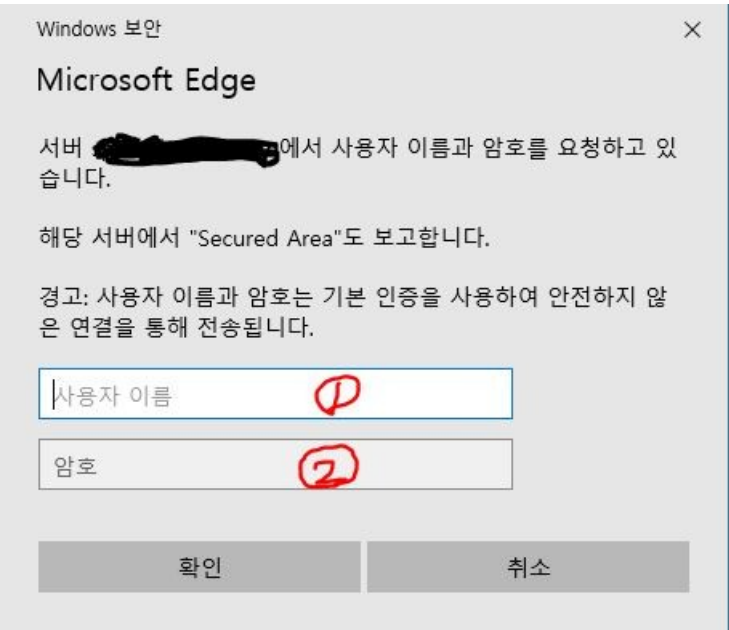 Windows 보안
Microsoft Edge
서버 에서 사용자 이름과 암호를 요청하고 있
습니다.
해당 서버에서 "Secured Area"도 보고합니다.
경고: 사용자 이름과 암호는 기본 인증을 사용하여 안전하지 않
은 연결을 통해 전송됩니다.
사용자 이름 ①
암호 ②
확인 취소